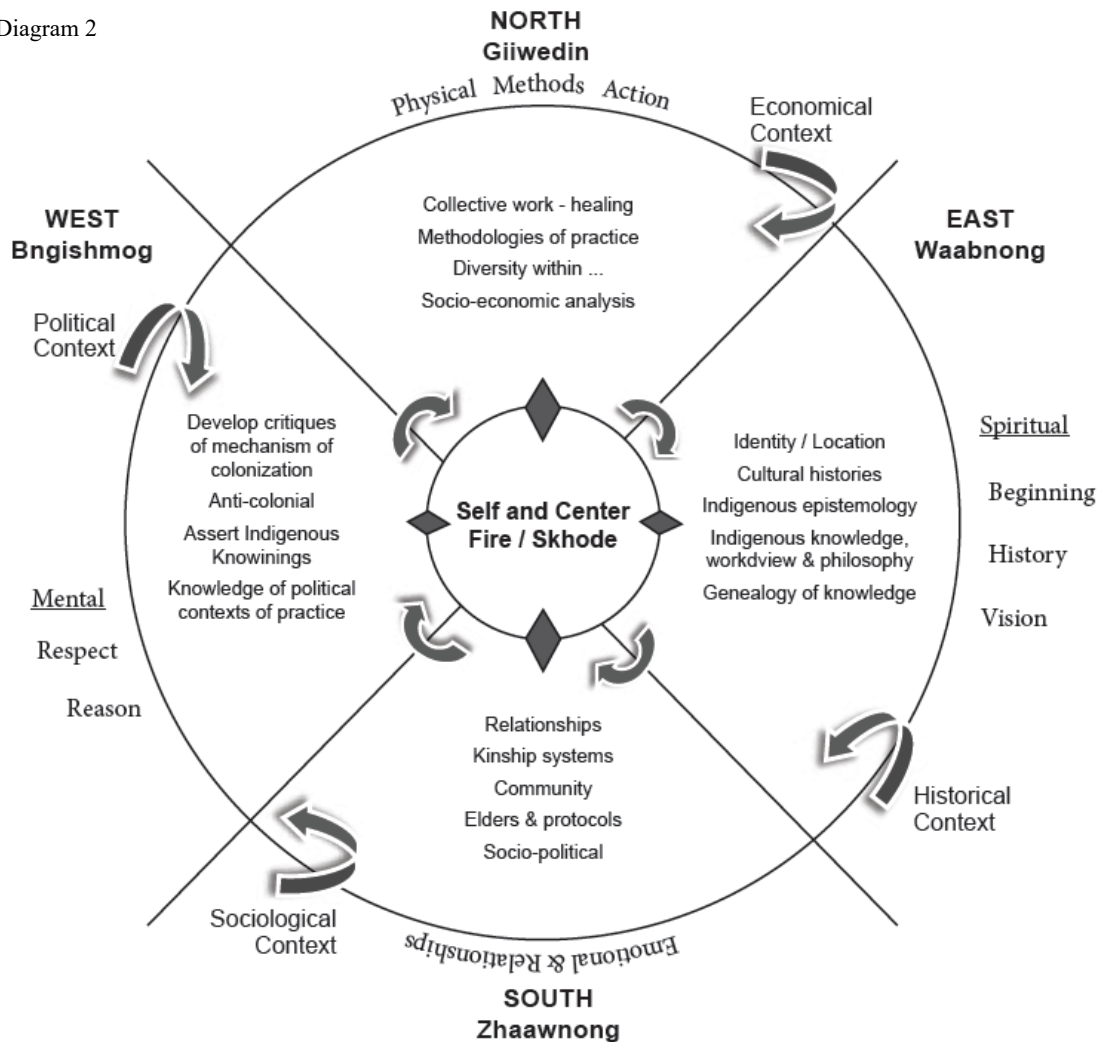 Diagram 2
NORTH
Giiwedin
Physical Methods Action
Economical
Context
WEST
Bngishmog
EAST
Waabnong
Collective work - healing
Methodologies of practice
Diversity within ...
Socio-economic analysis
Political
Context
Develop critiques
of mechanism of
colonization
Anti-colonial
Assert Indigenous
Knowinings
Knowledge of political
contexts of practice
Mental
Respect
Reason
Self and Center
Fire / Skhode
Identity / Location
Cultural histories
Indigenous epistemology
Indigenous knowledge,
workdview & philosophy
Genealogy of knowledge
Spiritual
Beginning
History
Vision
Relationships
Kinship systems
Community
Elders & protocols
Socio-political
Historical
Context
Sociological
Context
Emotional & Relationships
SOUTH
Zhaawnong